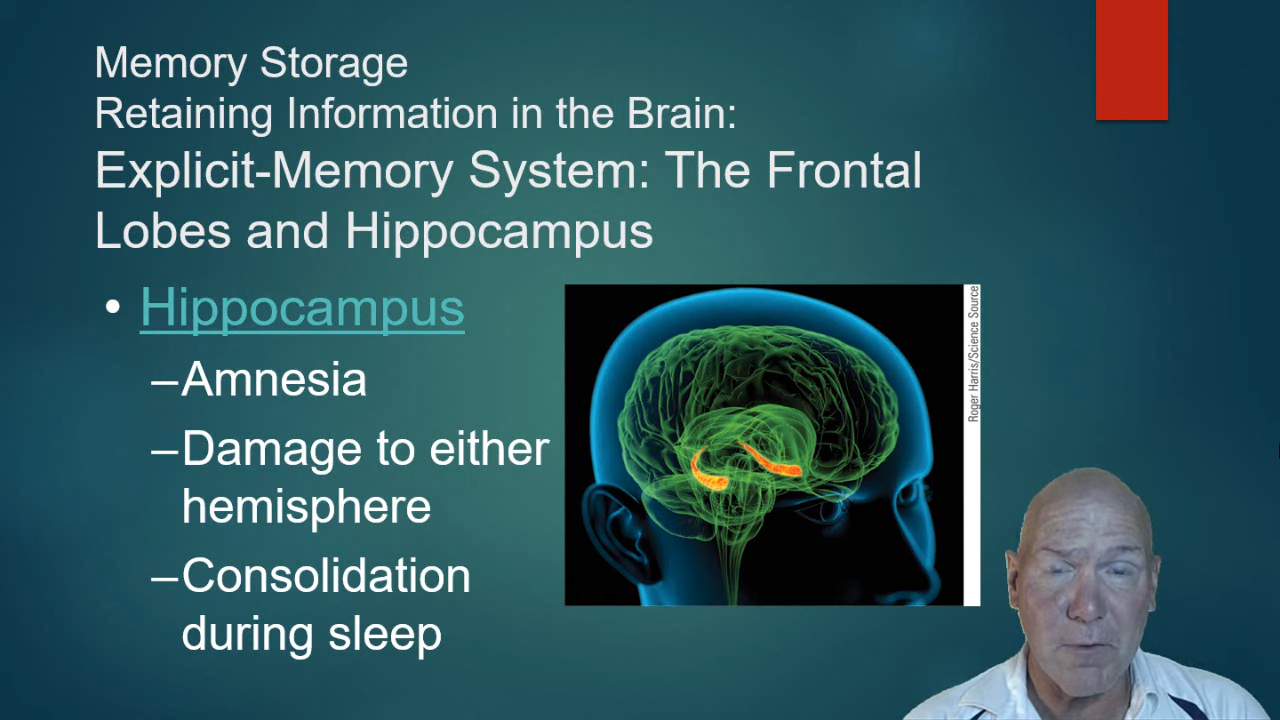 Memory Storage
Retaining Information in the Brain:
Explicit-Memory System: The Frontal
Lobes and Hippocampus
• Hippocampus
–Amnesia
–Damage to either
hemisphere
–Consolidation
during sleep
Roger Harris/Science Source